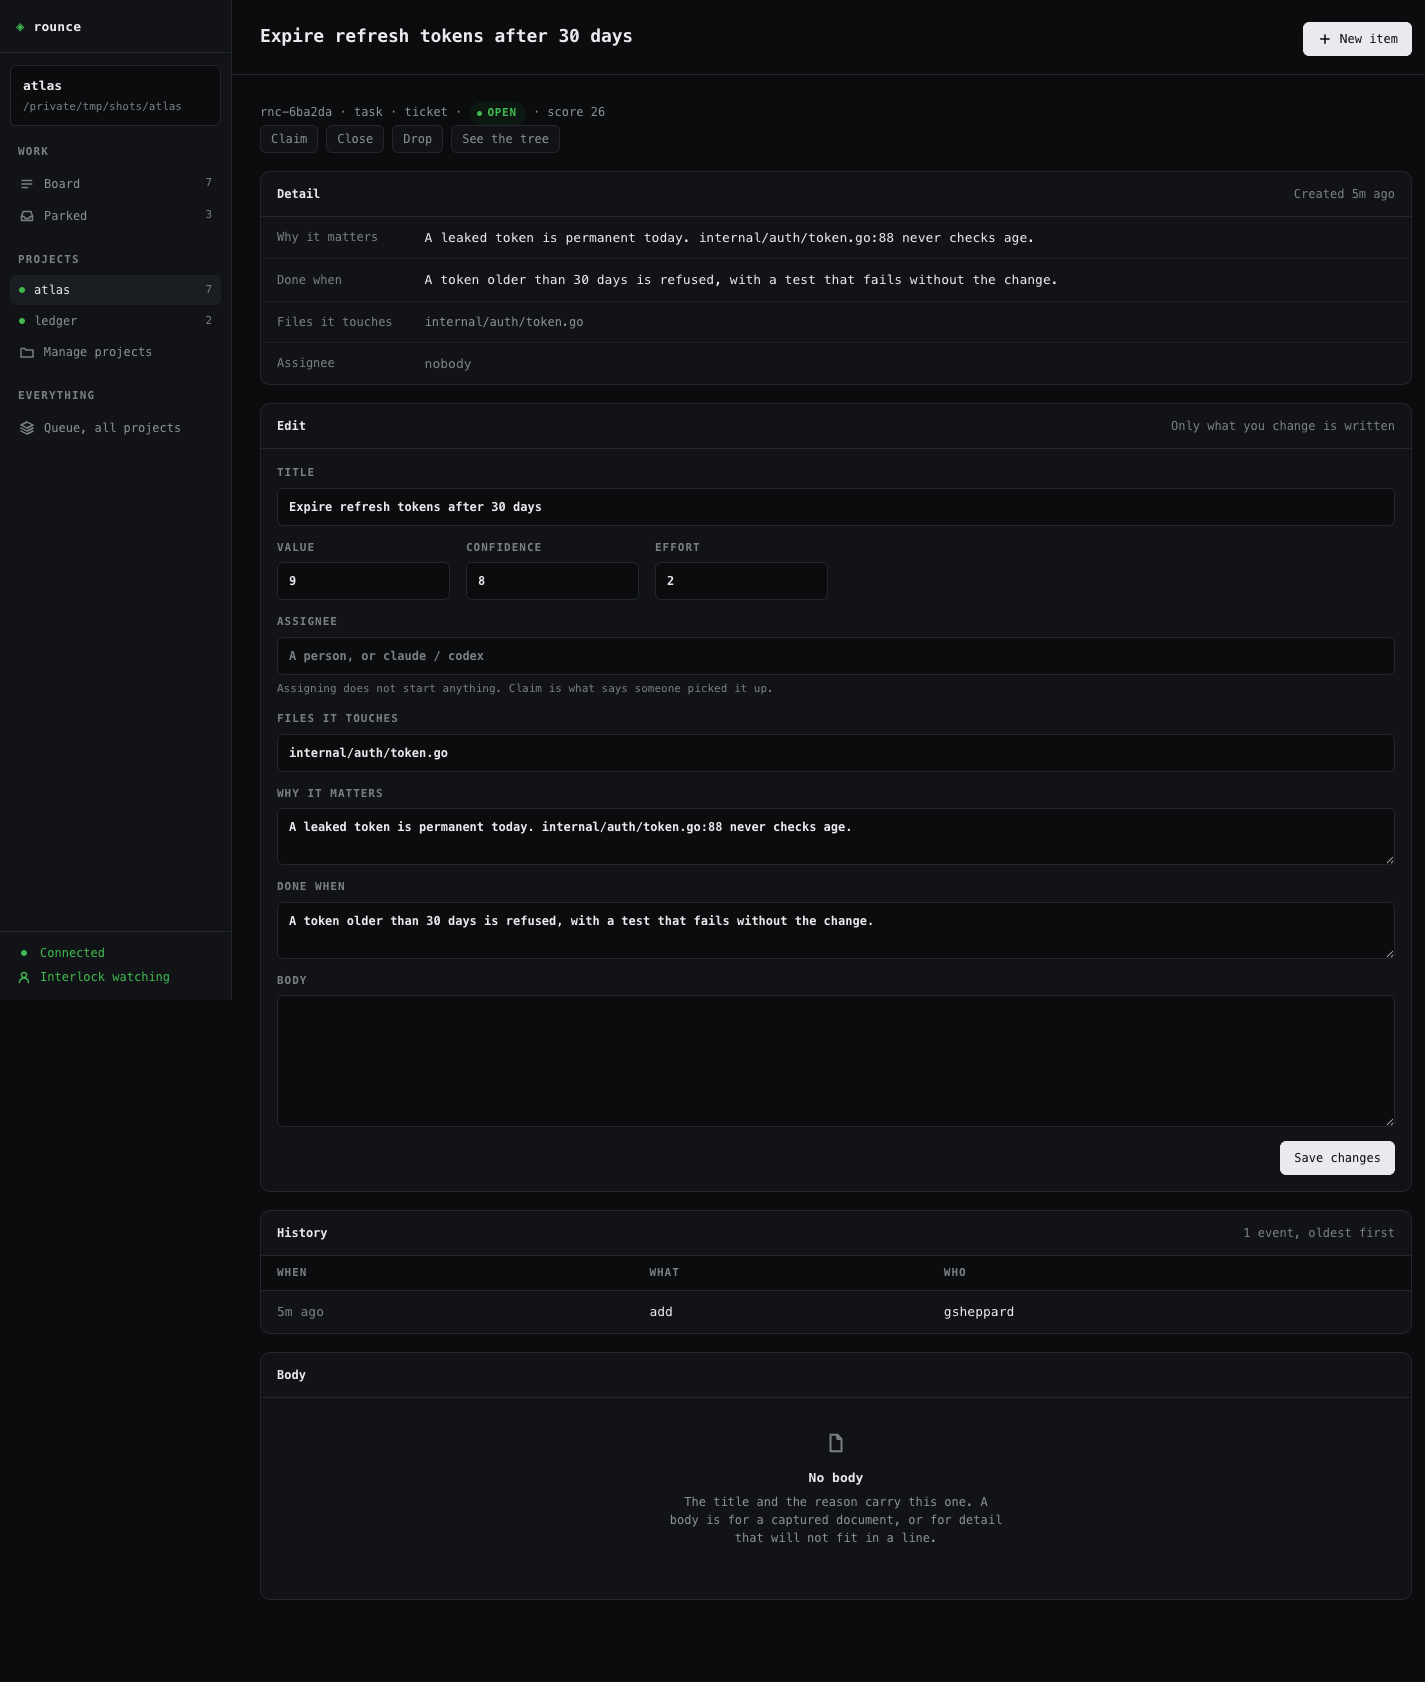 ◈ rounce
atlas
/private/tmp/shots/atlas
WORK
Board 7
Parked 3
PROJECTS
atlas 7
ledger 2
Manage projects
EVERYTHING
Queue, all projects
Connected
Interlock watching
Expire refresh tokens after 30 days
+ New item
rnc-6ba2da · task · ticket · OPEN · score 26
Claim Close Drop See the tree
Detail Created 5m ago
Why it matters A leaked token is permanent today. internal/auth/token.go:88 never checks age.
Done when A token older than 30 days is refused, with a test that fails without the change.
Files it touches internal/auth/token.go
Assignee nobody
Edit Only what you change is written
TITLE
Expire refresh tokens after 30 days
VALUE CONFIDENCE EFFORT
9 8 2
ASSIGNEE
A person, or claude / codex
Assigning does not start anything. Claim is what says someone picked it up.
FILES IT TOUCHES
internal/auth/token.go
WHY IT MATTERS
A leaked token is permanent today. internal/auth/token.go:88 never checks age.
DONE WHEN
A token older than 30 days is refused, with a test that fails without the change.
BODY
Save changes
History 1 event, oldest first
WHEN WHAT WHO
5m ago add gsheppard
Body
No body
The title and the reason carry this one. A
body is for a captured document, or for detail
that will not fit in a line.